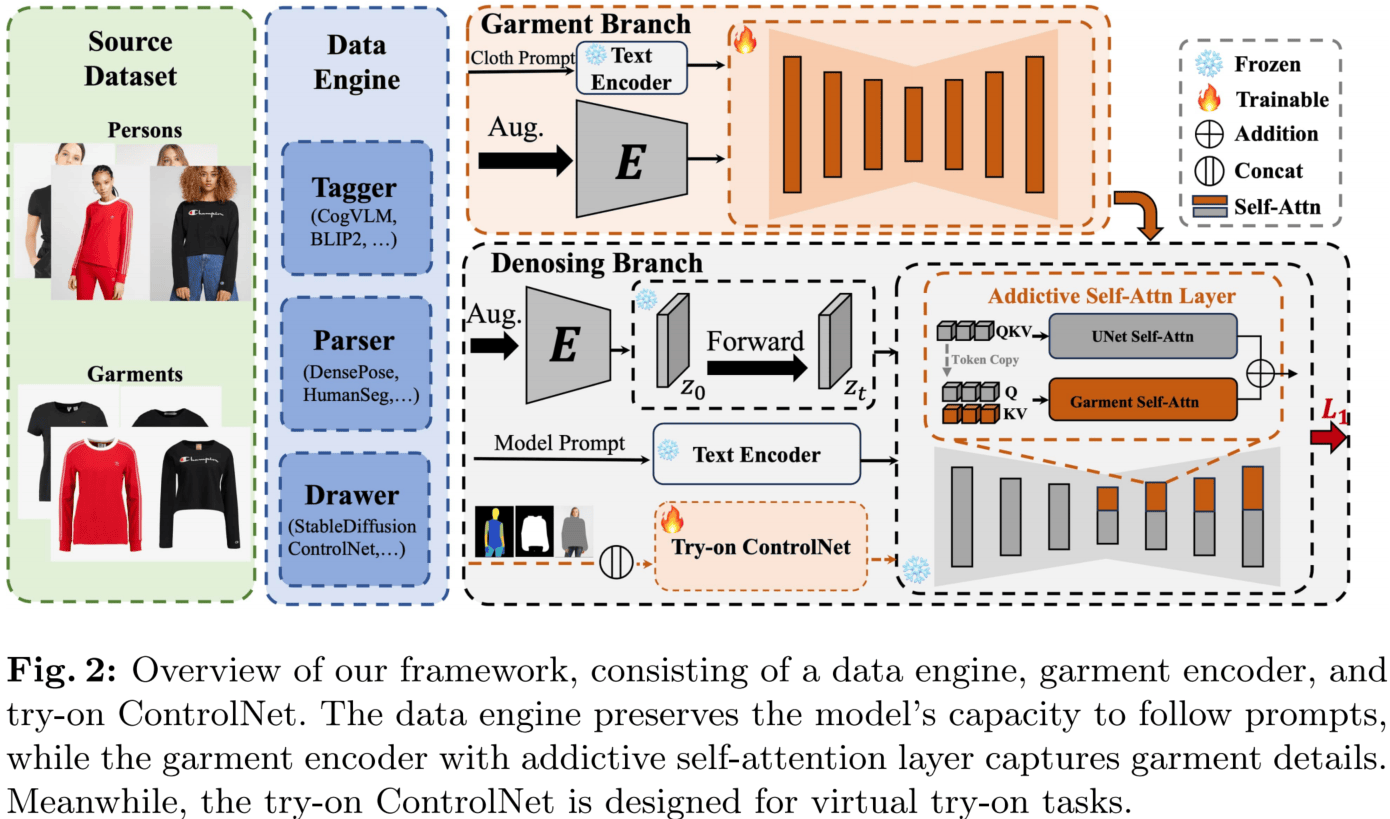 Source
Dataset
Persons
Garments
Data
Engine
Tagger
(CogVLM,
BLIP2, …)
Parser
(DensePose,
HumanSeg,…)
Drawer
(StableDiffusion
ControlNet,…)
Garment Branch
Cloth Prompt
Text
Encoder
Aug.
E
Frozen
Trainable
Addition
Concat
Self-Attn
Denosing Branch
Aug.
E
Z0
Forward
Zt
Model Prompt
Text Encoder
Try-on ControlNet
Addictive Self-Attn Layer
QKV
UNet Self-Attn
Token Copy
Q
KV
Garment Self-Attn
L1
Champion
Champion
Fig. 2: Overview of our framework, consisting of a data engine, garment encoder, and
try-on ControlNet. The data engine preserves the model's capacity to follow prompts,
while the garment encoder with addictive self-attention layer captures garment details.
Meanwhile, the try-on ControlNet is designed for virtual try-on tasks.